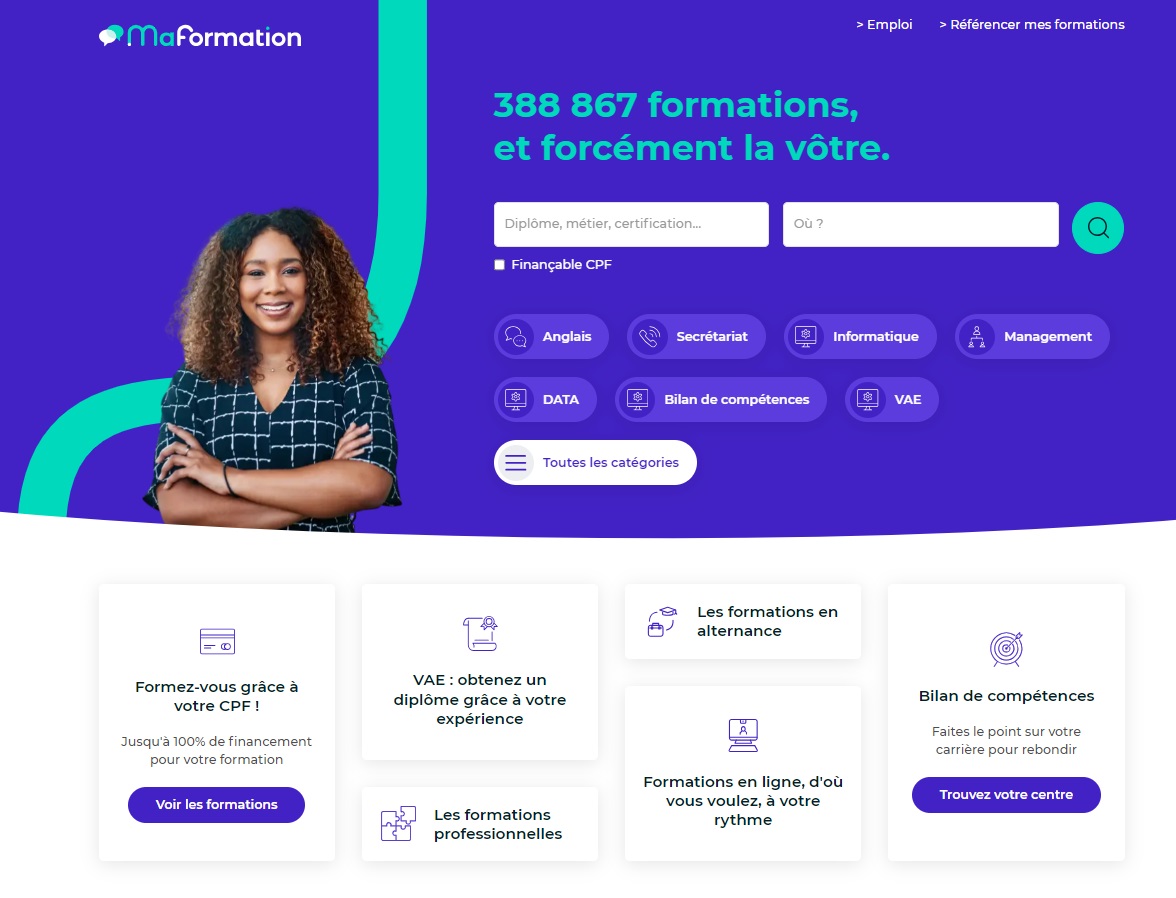 MaFormation
> Emploi
> Référencer mes formations
388 867 formations,
et forcément la vôtre.
Diplôme, métier, certification...
Où ?
Finançable CPF
Anglais
Secrétariat
Informatique
Management
DATA
Bilan de compétences
VAE
Toutes les catégories
Formez-vous grâce à
votre CPF !
Jusqu'à 100% de financement
pour votre formation
Voir les formations
VAE : obtenez un
diplôme grâce à votre
expérience
Les formations
professionnelles
Les formations en
alternance
Formations en ligne, d'où
vous voulez, à votre
rythme
Bilan de compétences
Faites le point sur votre
carrière pour rebondir
Trouvez votre centre